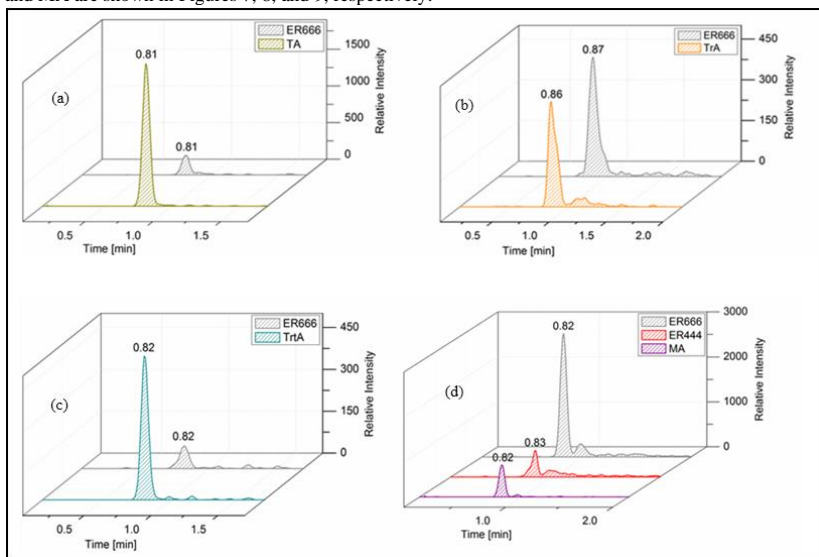 and MA are shown in Figures 7, 8, and 9, respectively.
(a)
0.81
0.81
ER666
TA
1500
1000
500
0
Relative Intensity
0.5
1.0
1.5
Time [min]
(b)
0.86
0.87
ER666
TrA
450
300
150
0
Relative Intensity
0.5
1.0
1.5
2.0
Time [min]
(c)
0.82
0.82
ER666
TrtA
450
300
150
0
Relative Intensity
0.5
1.0
1.5
Time [min]
(d)
0.82
0.83
0.82
ER666
ER444
MA
3000
2000
1000
0
Relative Intensity
1.0
2.0
Time [min]